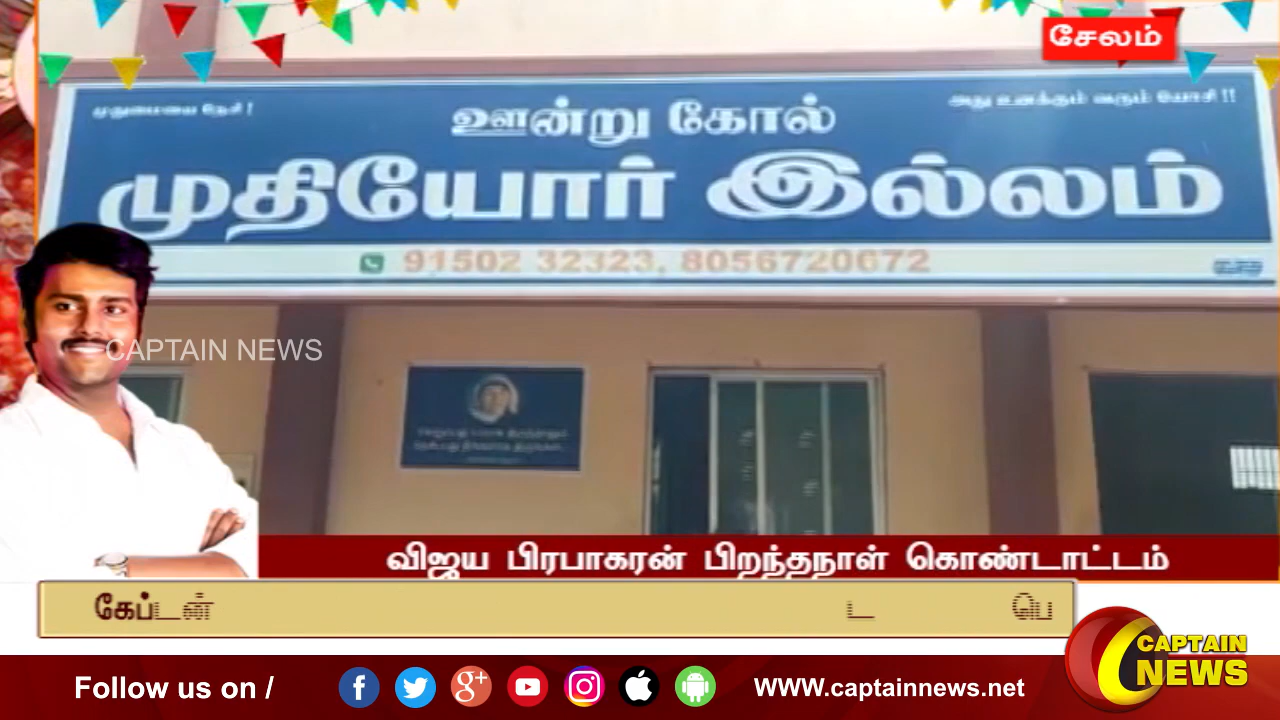 சேலம்
முதுமையை நேசி !
அது உனக்கும் வரும் யோசி !!
ஊன்று கோல்
முதியோர் இல்லம்
91502 32323, 8056720672
CAPTAIN NEWS
விஜய பிரபாகரன் பிறந்தநாள் கொண்டாட்டம்
கேப்டன்
CAPTAIN
NEWS
Follow us on /
WWW.captainnews.net